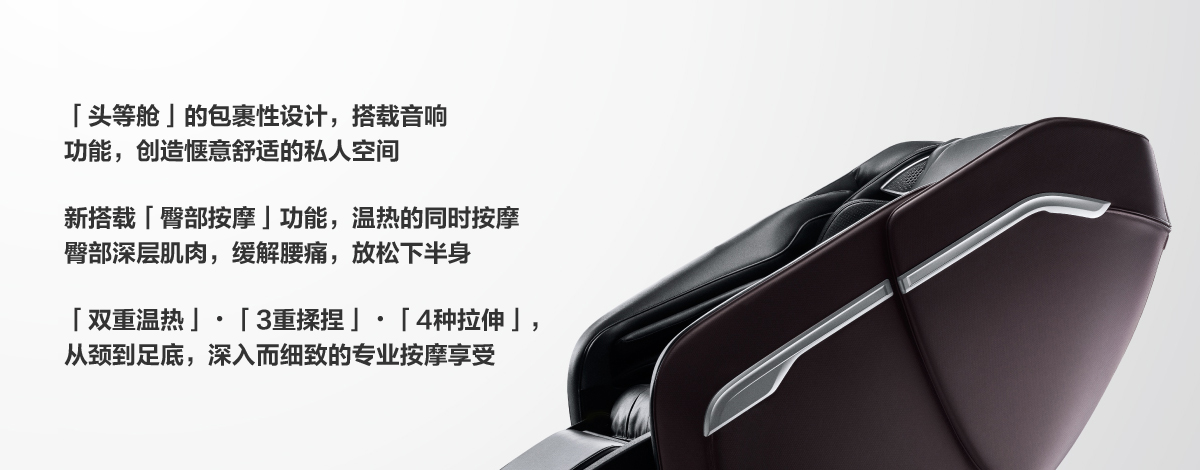 「头等舱」的包裹性设计，搭载音响
功能，创造惬意舒适的私人空间
新搭载「臀部按摩」功能，温热的同时按摩
臀部深层肌肉，缓解腰痛，放松下半身
「双重温热」·「3重揉捏」·「4种拉伸」，
从颈到足底，深入而细致的专业按摩享受